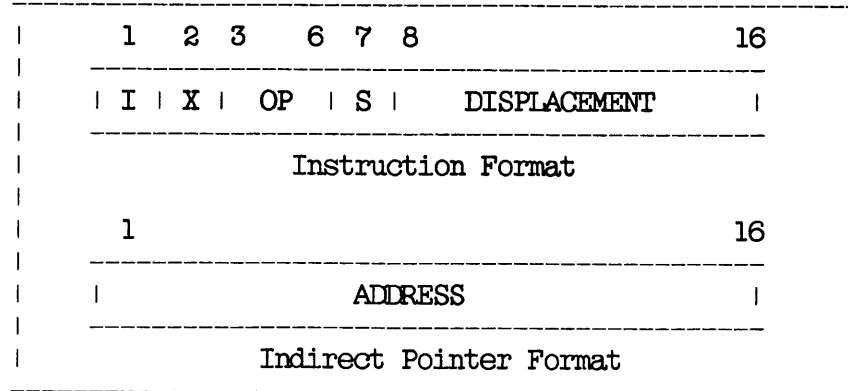 1 2 3 6 7 8 16
I X OP S DISPLACEMENT
Instruction Format
1 16
ADDRESS
Indirect Pointer Format